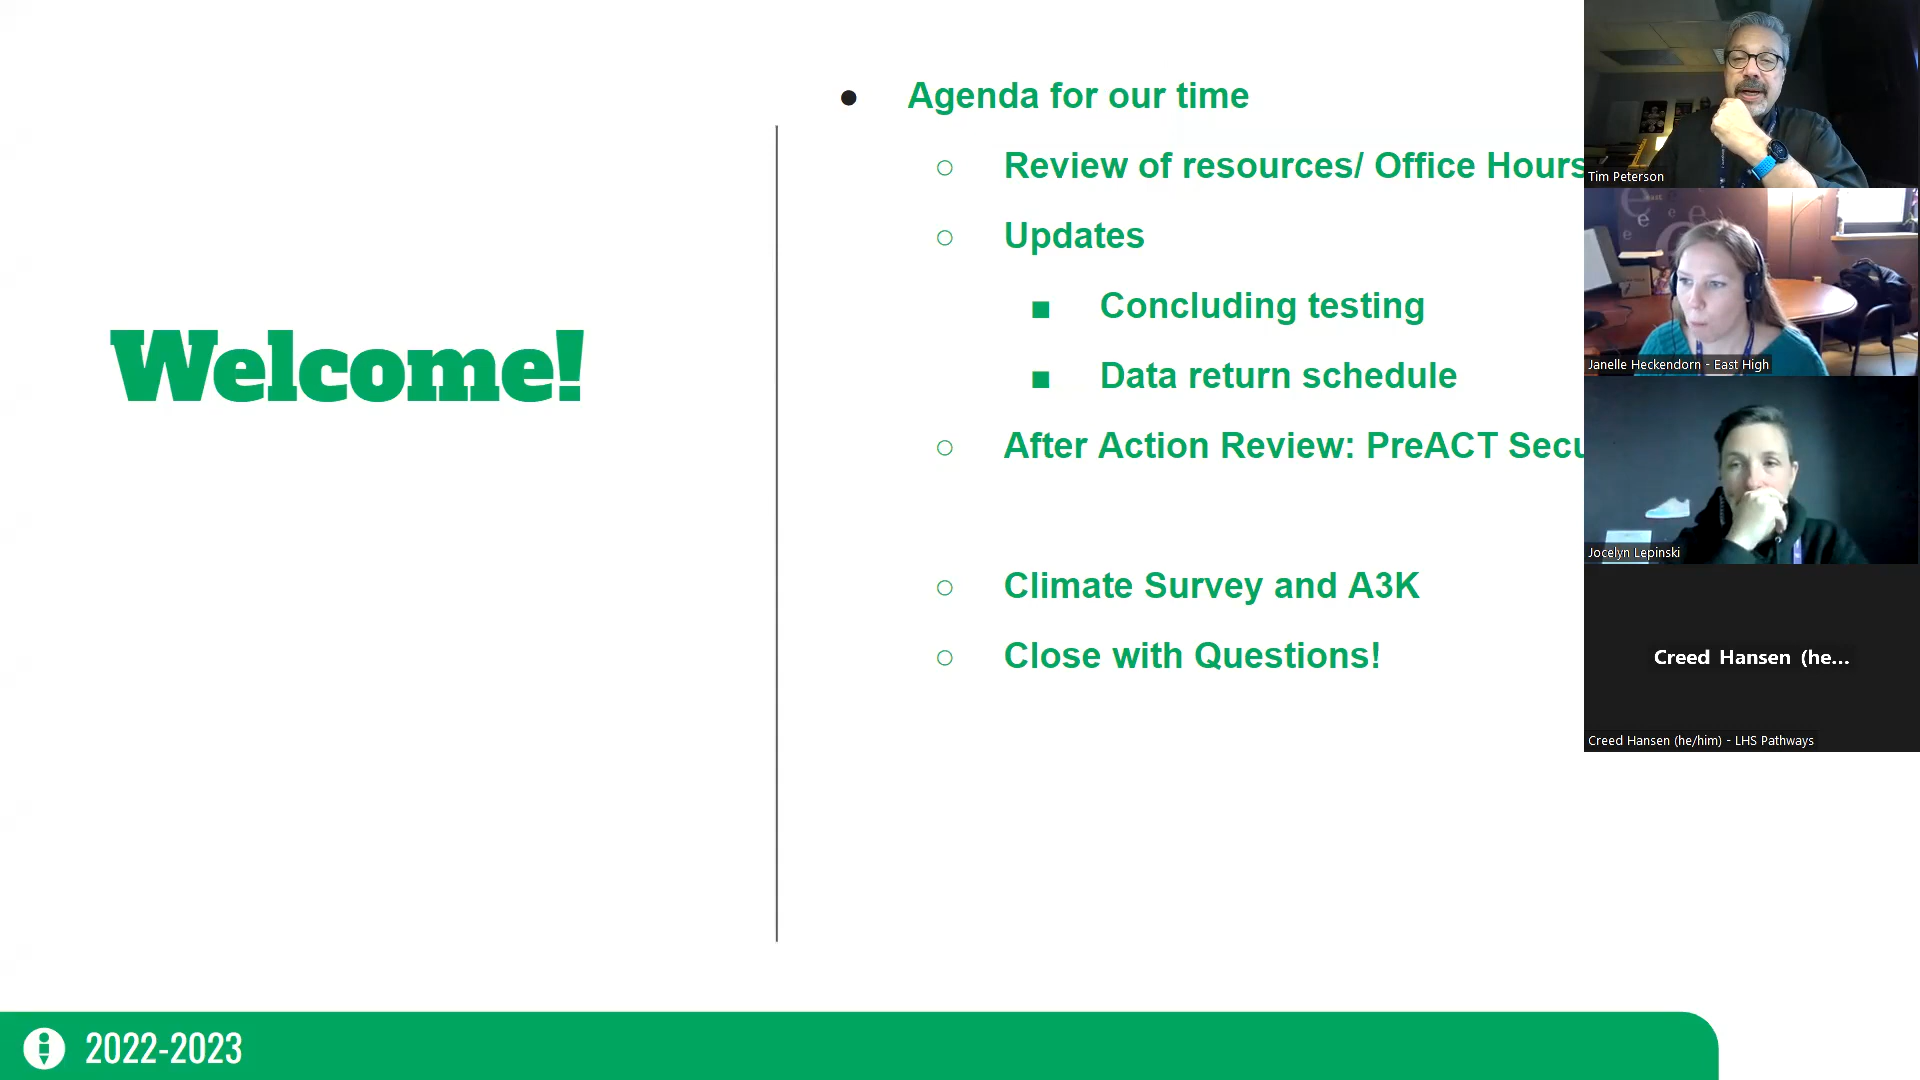 Welcome!
Agenda for our time
Review of resources/ Office Hours
Updates
Concluding testing
Data return schedule
After Action Review: PreACT Secu
Climate Survey and A3K
Close with Questions!
2022-2023
Tim Peterson
Janelle Heckendorn - East High
Jocelyn Lepinski
Creed Hansen (he...
Creed Hansen (he/him) - LHS Pathways